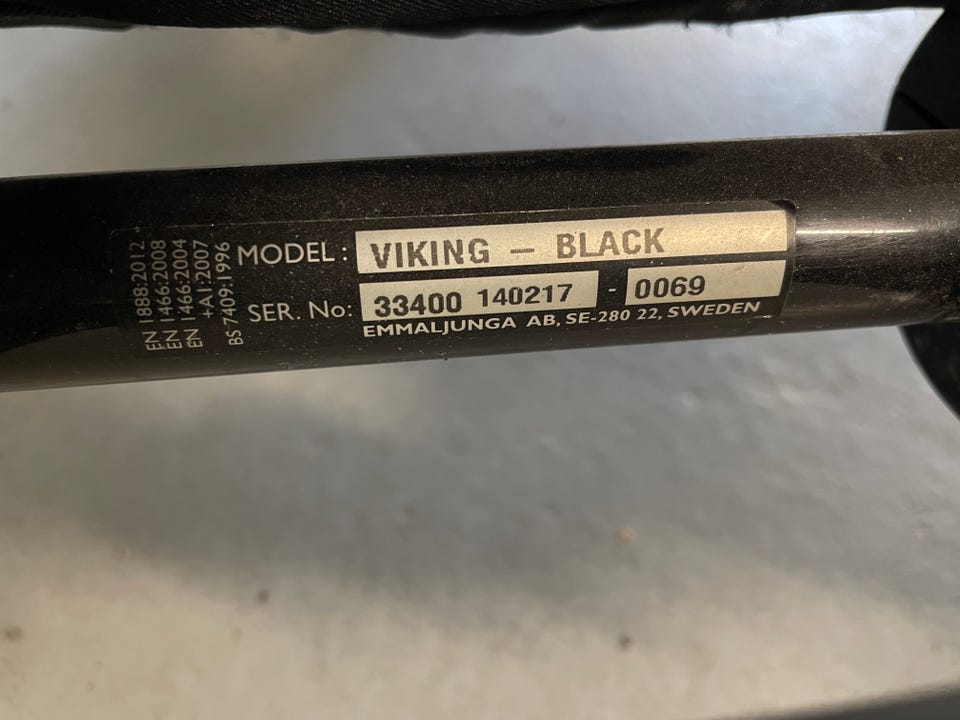 MODEL: VIKING – BLACK
SER. No: 33400 140217 - 0069
EMMALJUNGA AB, SE-280 22, SWEDEN
EN 1888:2012
EN 1466:2008
EN 1466:2004
+A1:2007
BS 7409:1996